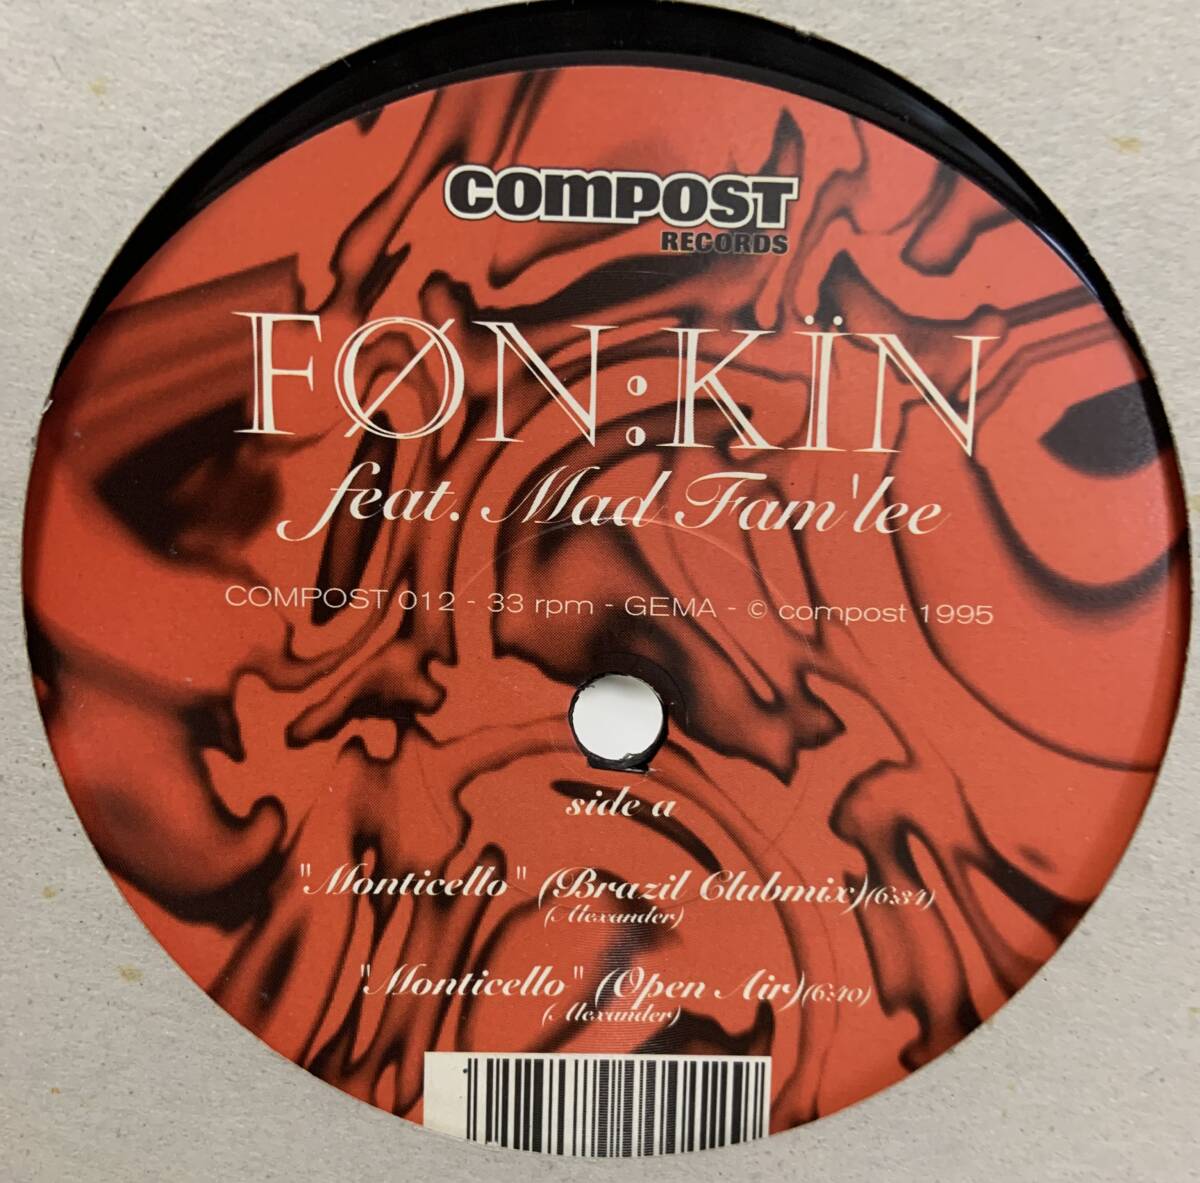 COMPOST
RECORDS
FØN:KÏN
feat. Mad Fam'lee
COMPOST 012 - 33 rpm - GEMA - © compost 1995
side a
"Monticello" (Brazil Clubmix)(6:34)
(Alexander)
"Monticello" (Open Air)(6:40)
(Alexander)